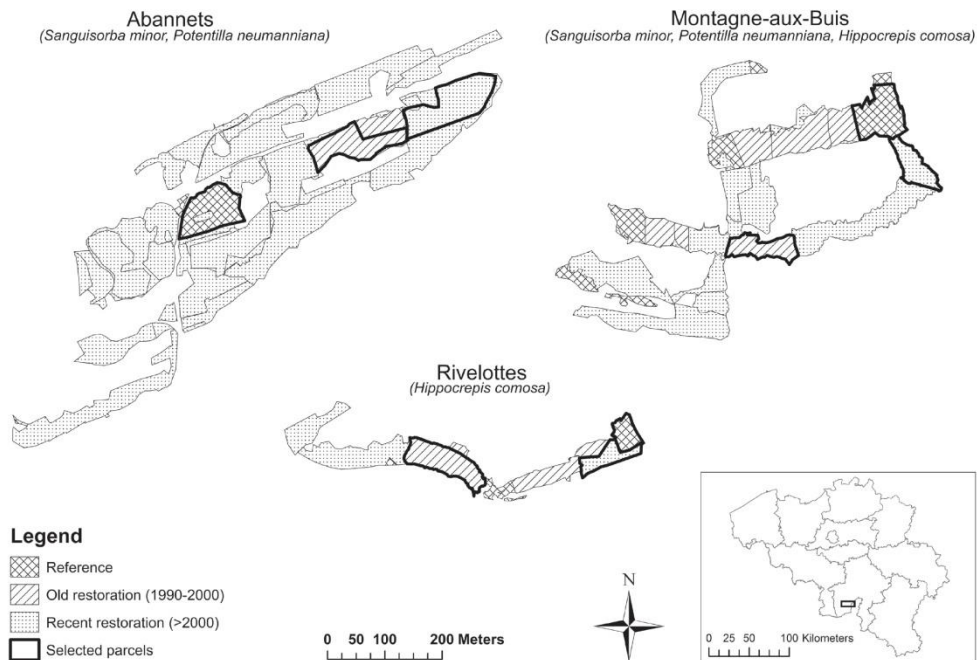 Abannets
(Sanguisorba minor, Potentilla neumanniana)
Montagne-aux-Buis
(Sanguisorba minor, Potentilla neumanniana, Hippocrepis comosa)
Rivelottes
(Hippocrepis comosa)
Legend
Reference
Old restoration (1990-2000)
Recent restoration (>2000)
Selected parcels
0 50 100 200 Meters
N
0 25 50 100 Kilometers